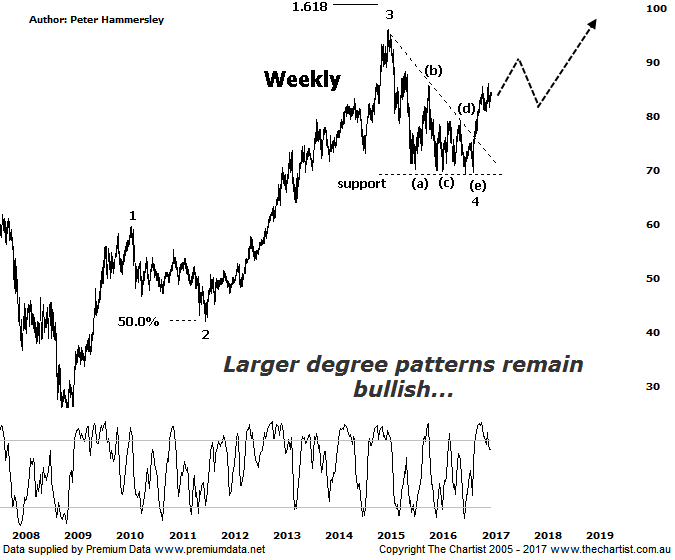 Author: Peter Hammersley
1.618
3
100
90
Weekly
(b)
(d)
80
70
support
(a)
(c)
(e)
4
1
60
50
50.0%
2
40
Larger degree patterns remain
bullish...
30
2008 2009 2010 2011 2012 2013 2014 2015 2016 2017 2018 2019
Data supplied by Premium Data www.premiumdata.net
Copyright The Chartist 2005 - 2017 www.thechartist.com.au